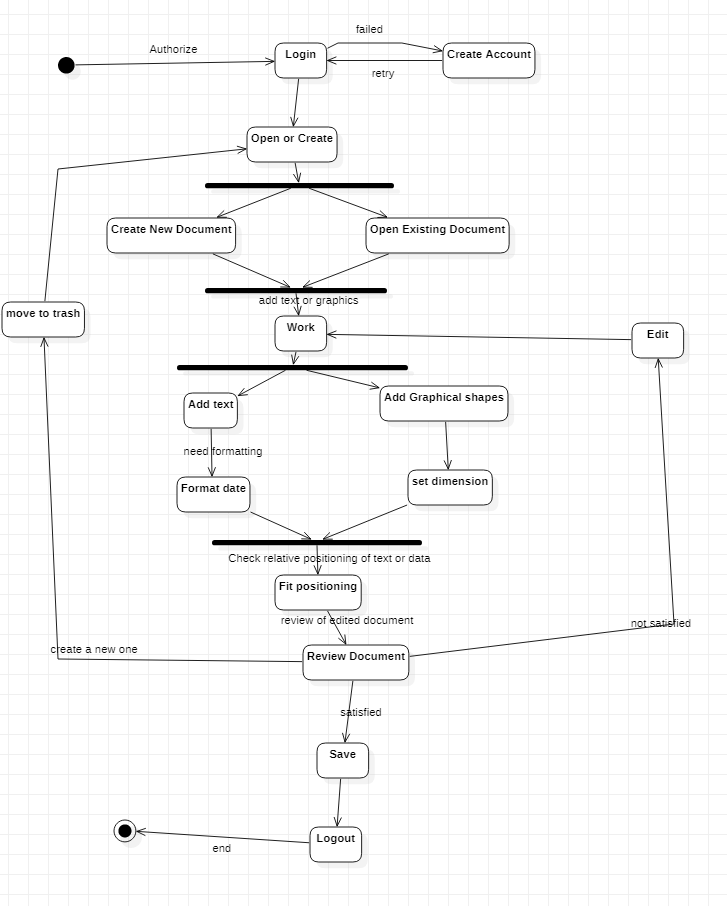 failed
Authorize
Login
Create Account
retry
Open or Create
Create New Document
Open Existing Document
add text or graphics
move to trash
Work
Edit
Add text
Add Graphical shapes
need formatting
Format date
set dimension
Check relative positioning of text or data
Fit positioning
review of edited document
not satisfied
create a new one
Review Document
satisfied
Save
Logout
end